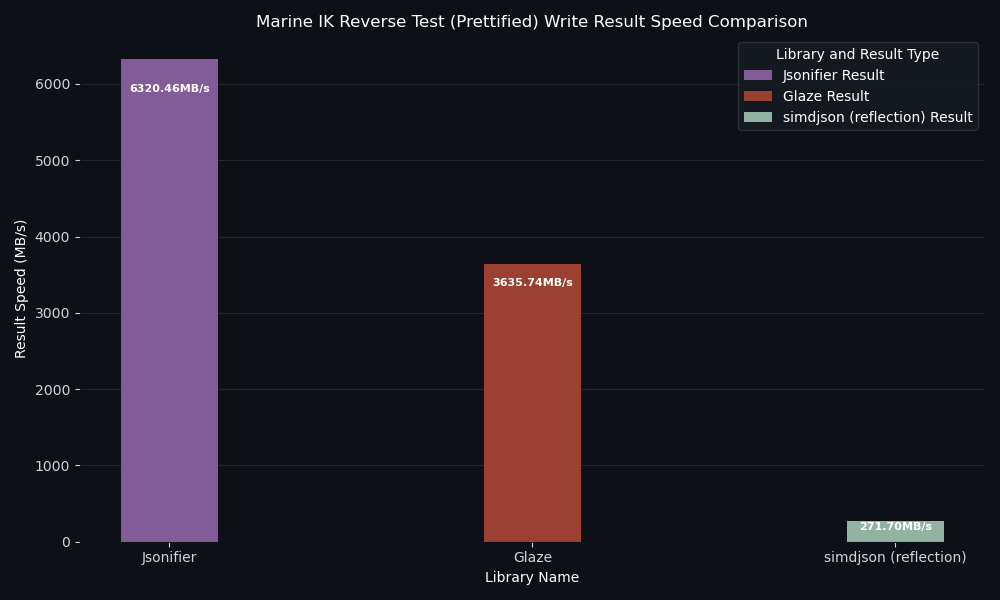 Marine IK Reverse Test (Prettified) Write Result Speed Comparison
Library and Result Type
Jsonifier Result
Glaze Result
simdjson (reflection) Result
Result Speed (MB/s)
6000
5000
4000
3000
2000
1000
0
6320.46MB/s
3635.74MB/s
271.70MB/s
Jsonifier
Glaze
simdjson (reflection)
Library Name